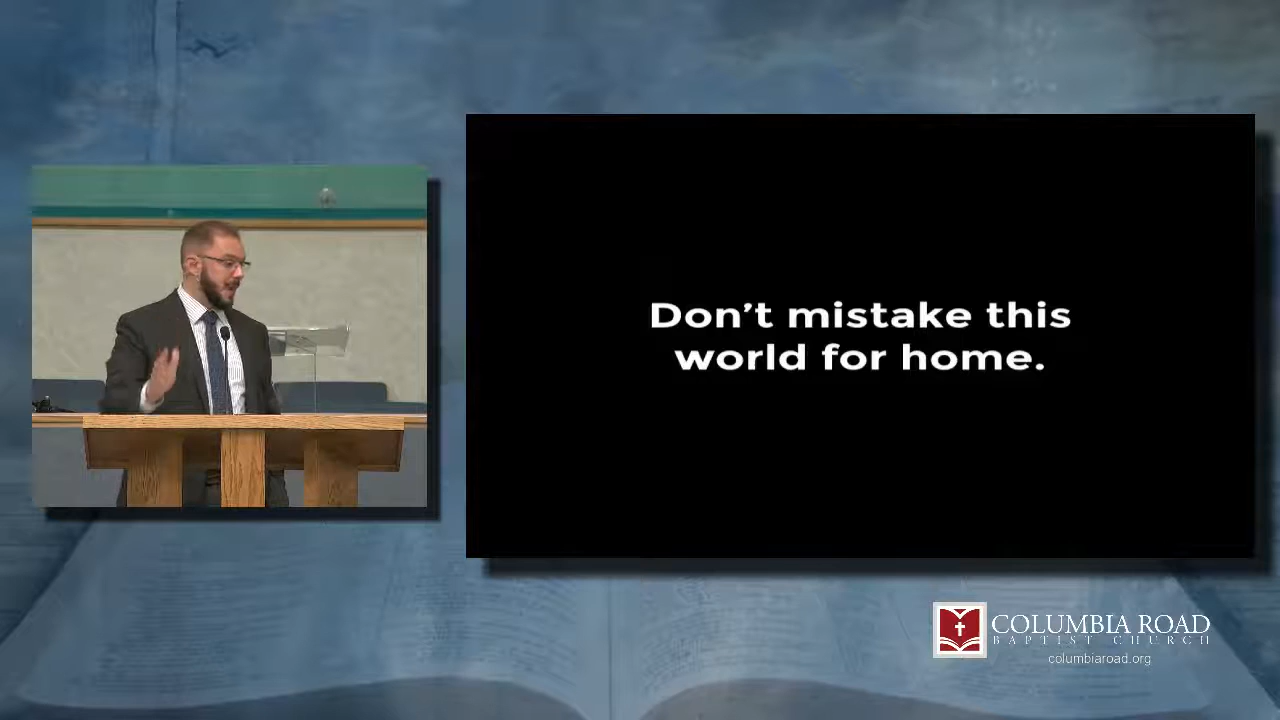 Don't mistake this
world for home.
COLUMBIA ROAD
BAPTIST CHURCH
columbiaroad.org